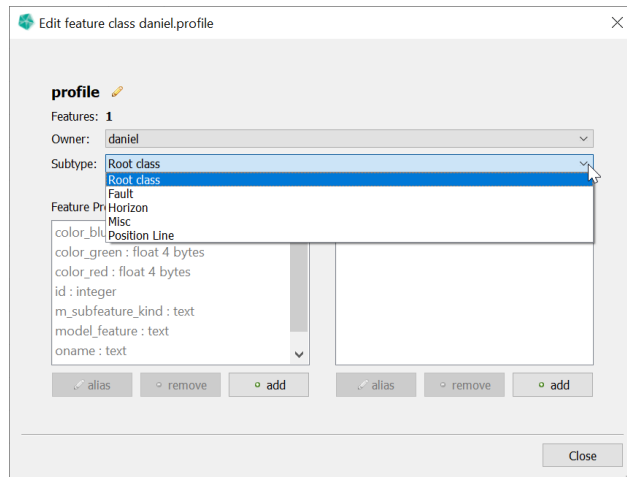 Edit feature class daniel.profile
profile
Features: 1
Owner: daniel
Subtype: Root class
Root class
Fault
Horizon
Misc
Position Line
Feature Pr
color_blu
color_green : float 4 bytes
color_red : float 4 bytes
id : integer
m_subfeature_kind : text
model_feature : text
oname : text
alias remove add alias remove add
Close